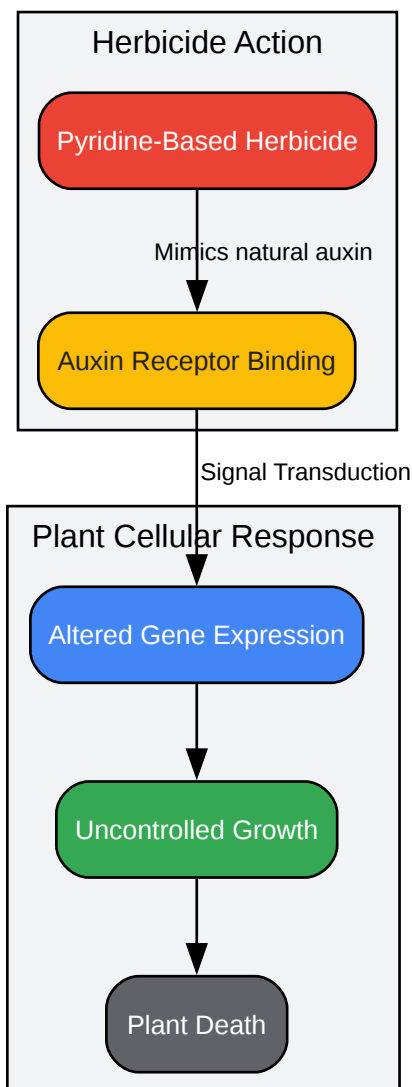 Herbicide Action
Pyridine-Based Herbicide
Mimics natural auxin
Auxin Receptor Binding
Signal Transduction
Plant Cellular Response
Altered Gene Expression
Uncontrolled Growth
Plant Death